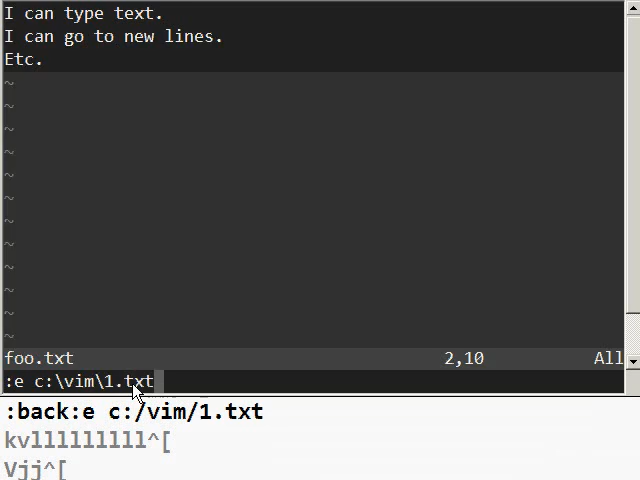 I can type text.
I can go to new lines.
Etc.
~
~
~
~
~
~
~
~
~
~
~
~
foo.txt 2,10 All
:e c:\vim\1.txt
:back:e c:/vim/1.txt
kvlllllllll^[
Vjj^[